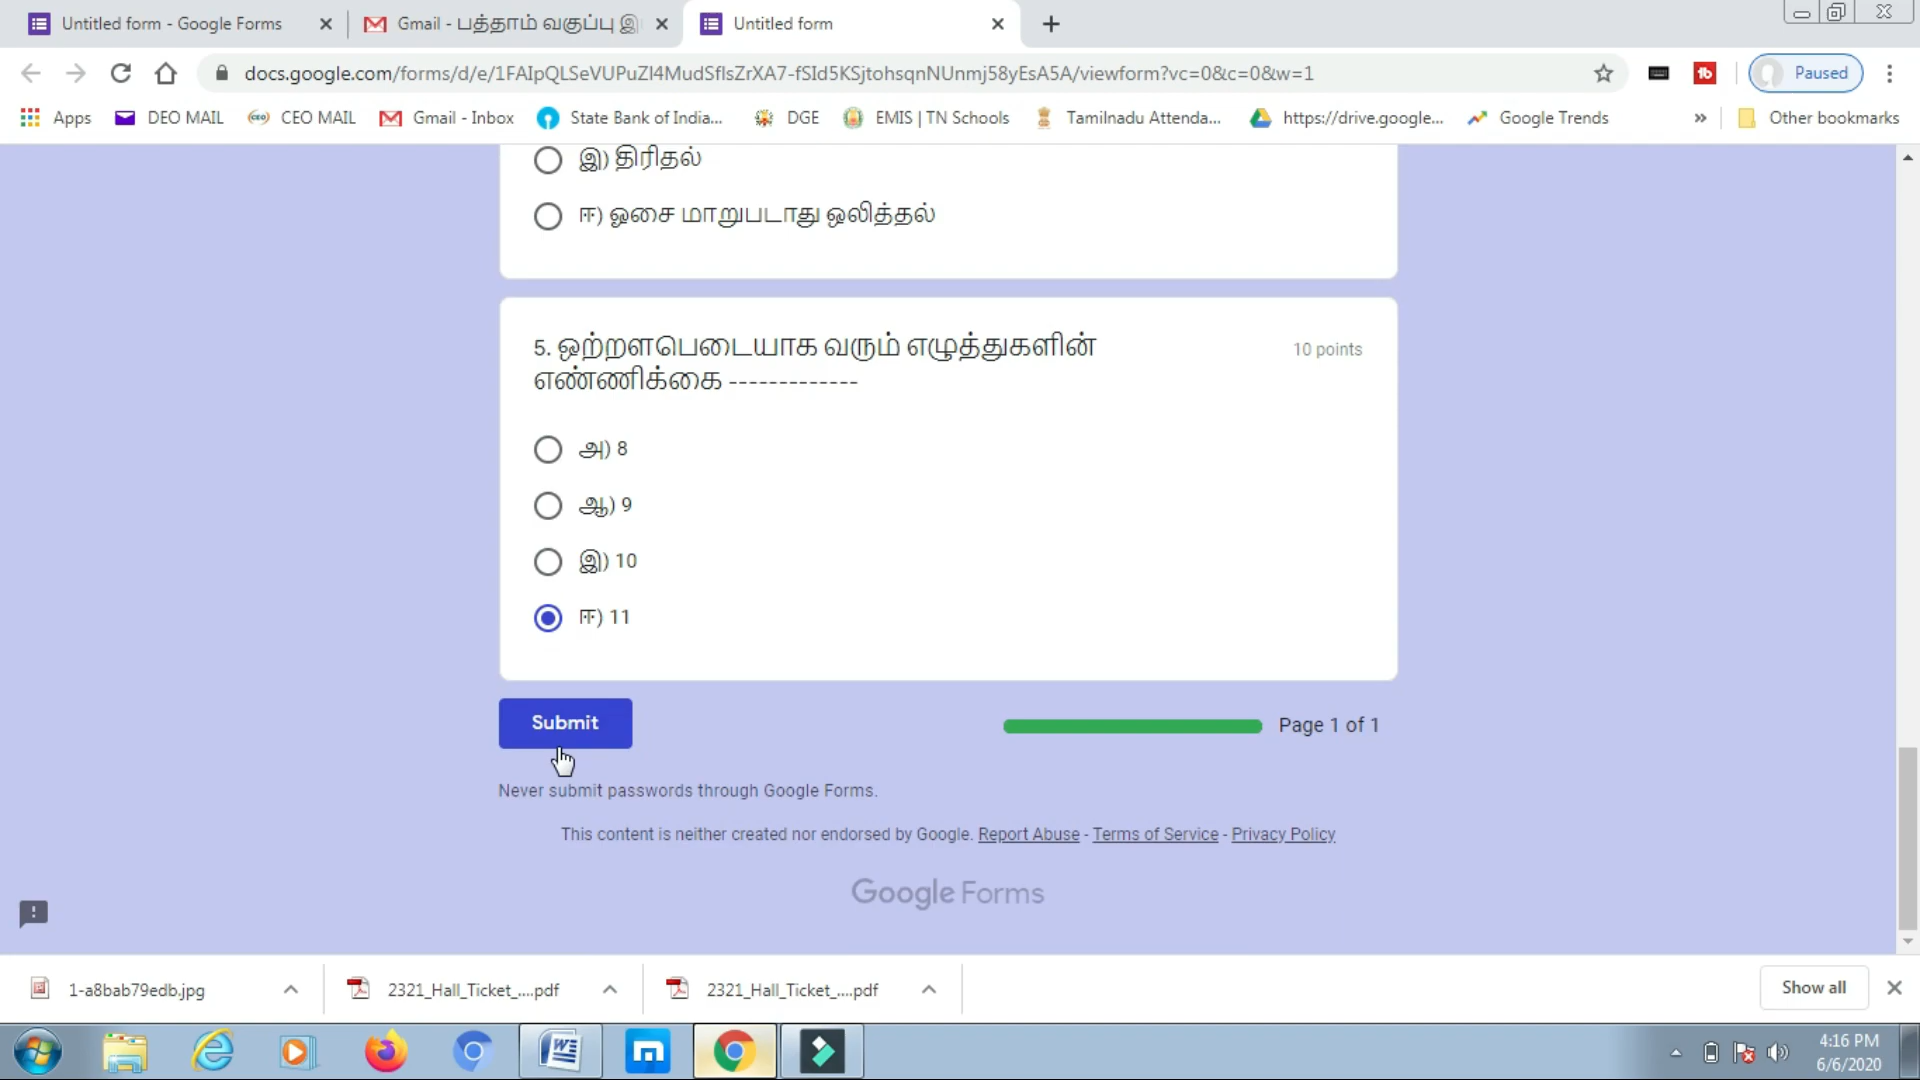 Untitled form - Google Forms
Gmail - பத்தாம் வகுப்பு இ
Untitled form
docs.google.com/forms/d/e/1FAIpQLSeVUPuZI4MudSflsZrXA7-fSId5KSjtohsqnNUnmj58yEsA5A/viewform?vc=0&c=0&w=1
Paused
Apps DEO MAIL CEO MAIL Gmail - Inbox State Bank of India... DGE EMIS | TN Schools Tamilnadu Attenda... https://drive.google... Google Trends » Other bookmarks
இ) திரிதல்
ஈ) ஓசை மாறுபடாது ஒலித்தல்
5. ஒற்றளபெடையாக வரும் எழுத்துகளின் 10 points
எண்ணிக்கை -------------
அ) 8
ஆ) 9
இ) 10
ஈ) 11
Submit Page 1 of 1
Never submit passwords through Google Forms.
This content is neither created nor endorsed by Google. Report Abuse - Terms of Service - Privacy Policy
Google Forms
1-a8bab79edb.jpg 2321_Hall_Ticket_....pdf 2321_Hall_Ticket_....pdf Show all
4:16 PM
6/6/2020